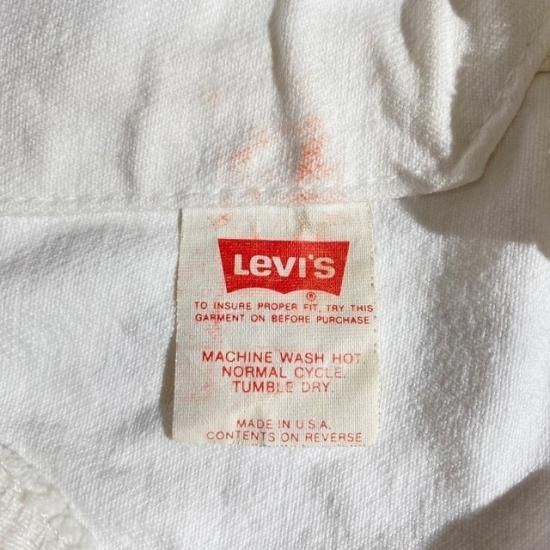 Levi's
®
TO INSURE PROPER FIT, TRY THIS
GARMENT ON BEFORE PURCHASE
MACHINE WASH HOT.
NORMAL CYCLE.
TUMBLE DRY.
MADE IN U.S.A.
CONTENTS ON REVERSE